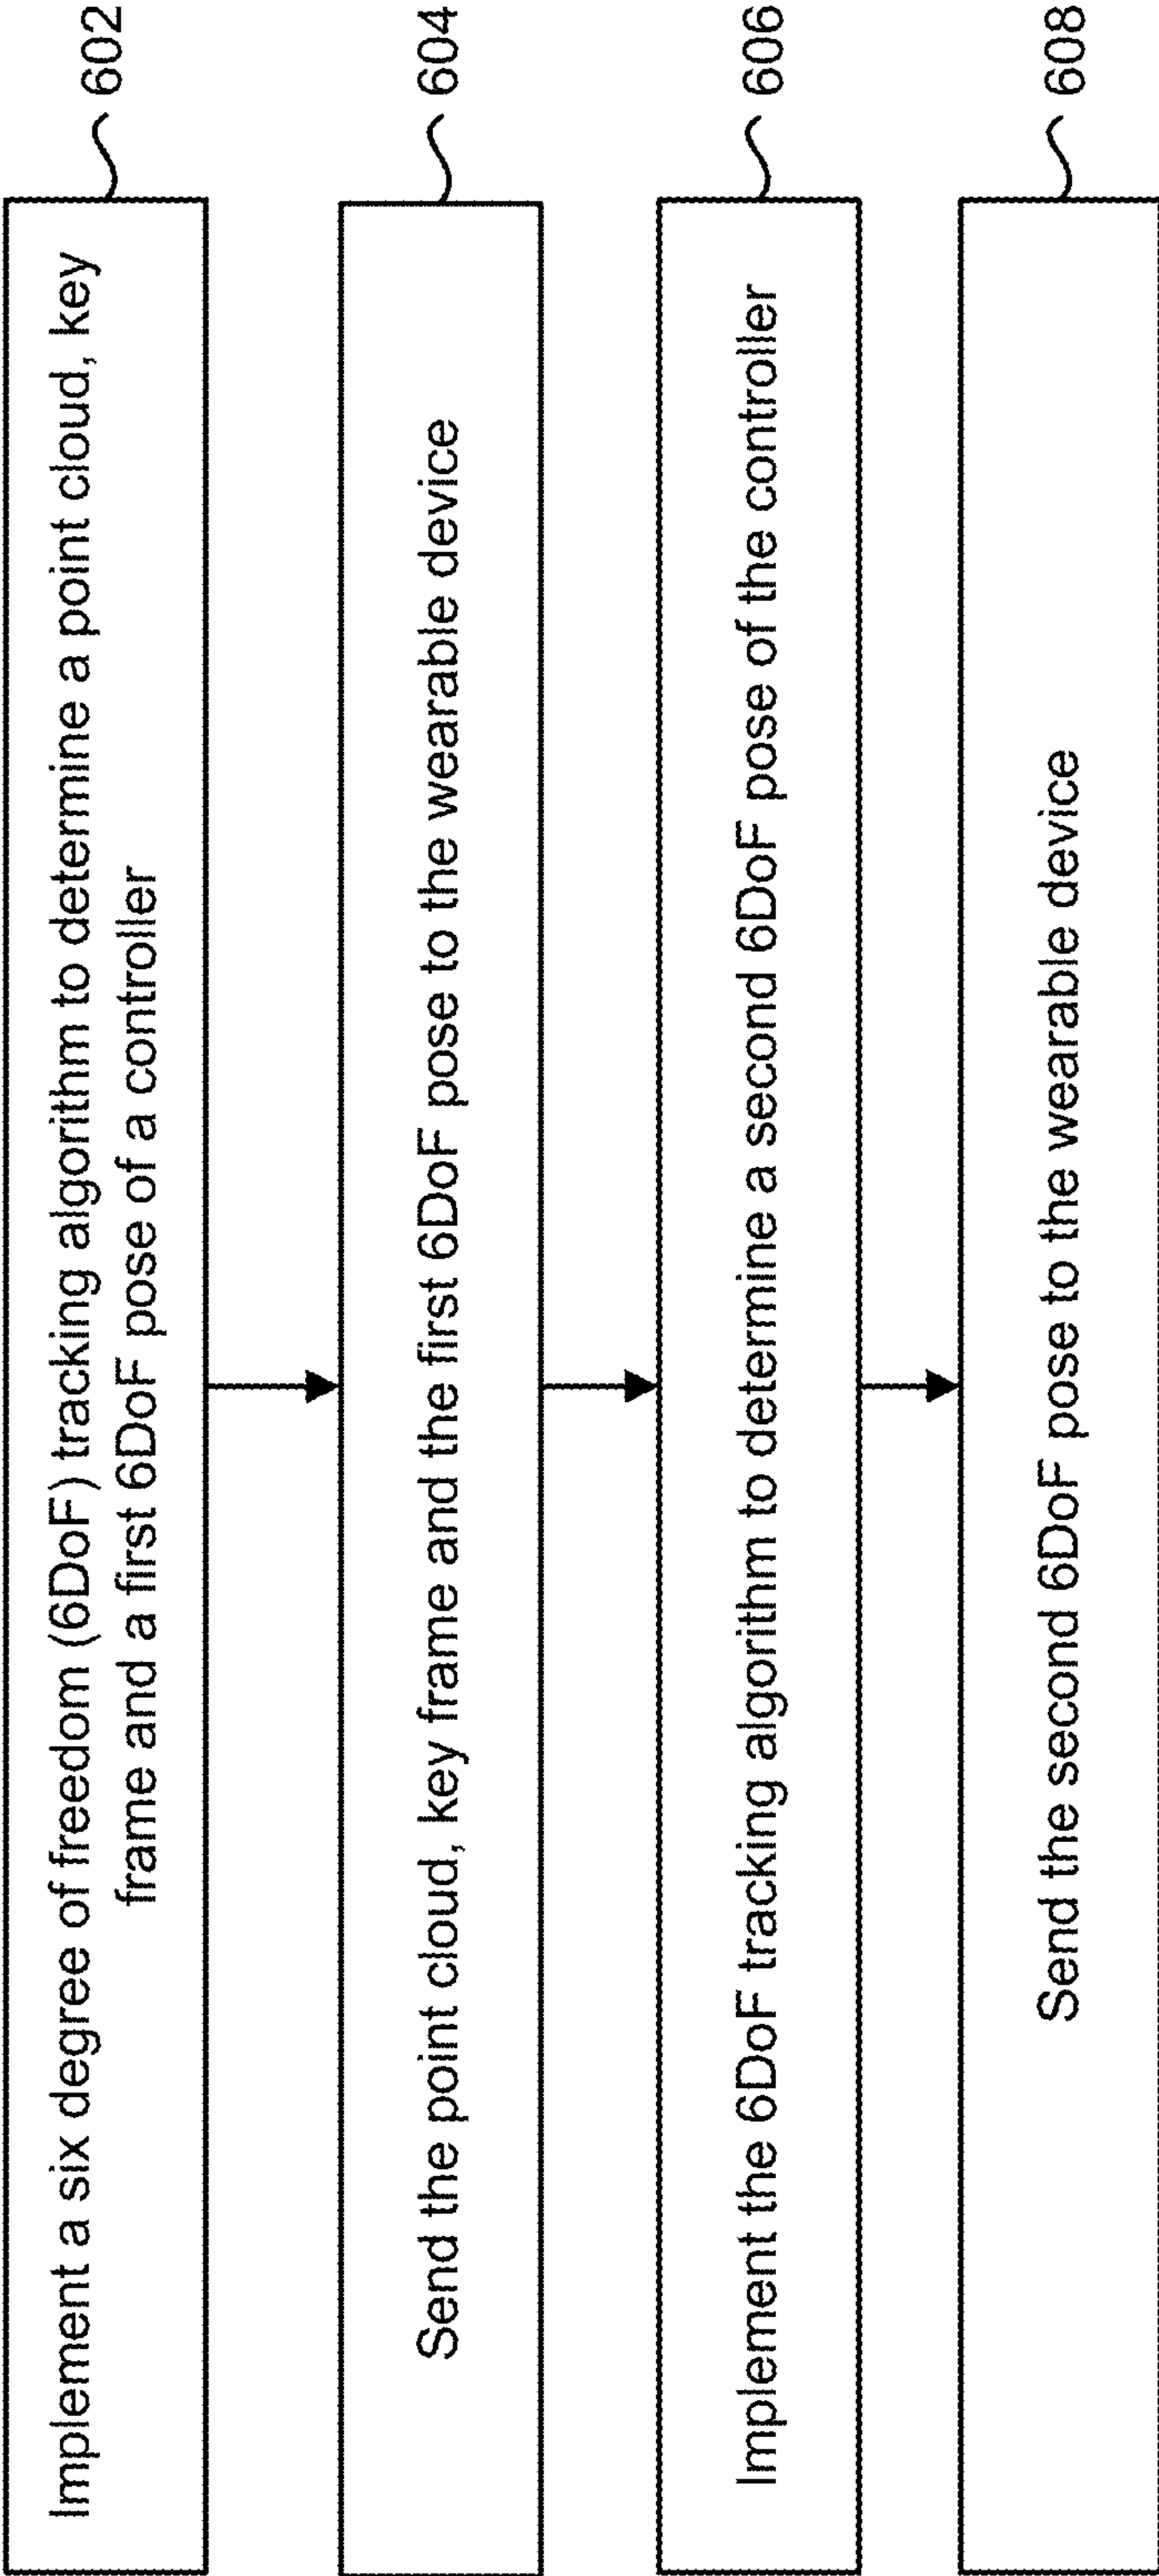 Implement a six degree of freedom (6DoF) tracking algorithm to determine a point cloud, key
frame and a first 6DoF pose of a controller
602
Send the point cloud, key frame and the first 6DoF pose to the wearable device
604
Implement the 6DoF tracking algorithm to determine a second 6DoF pose of the controller
606
Send the second 6DoF pose to the wearable device
608